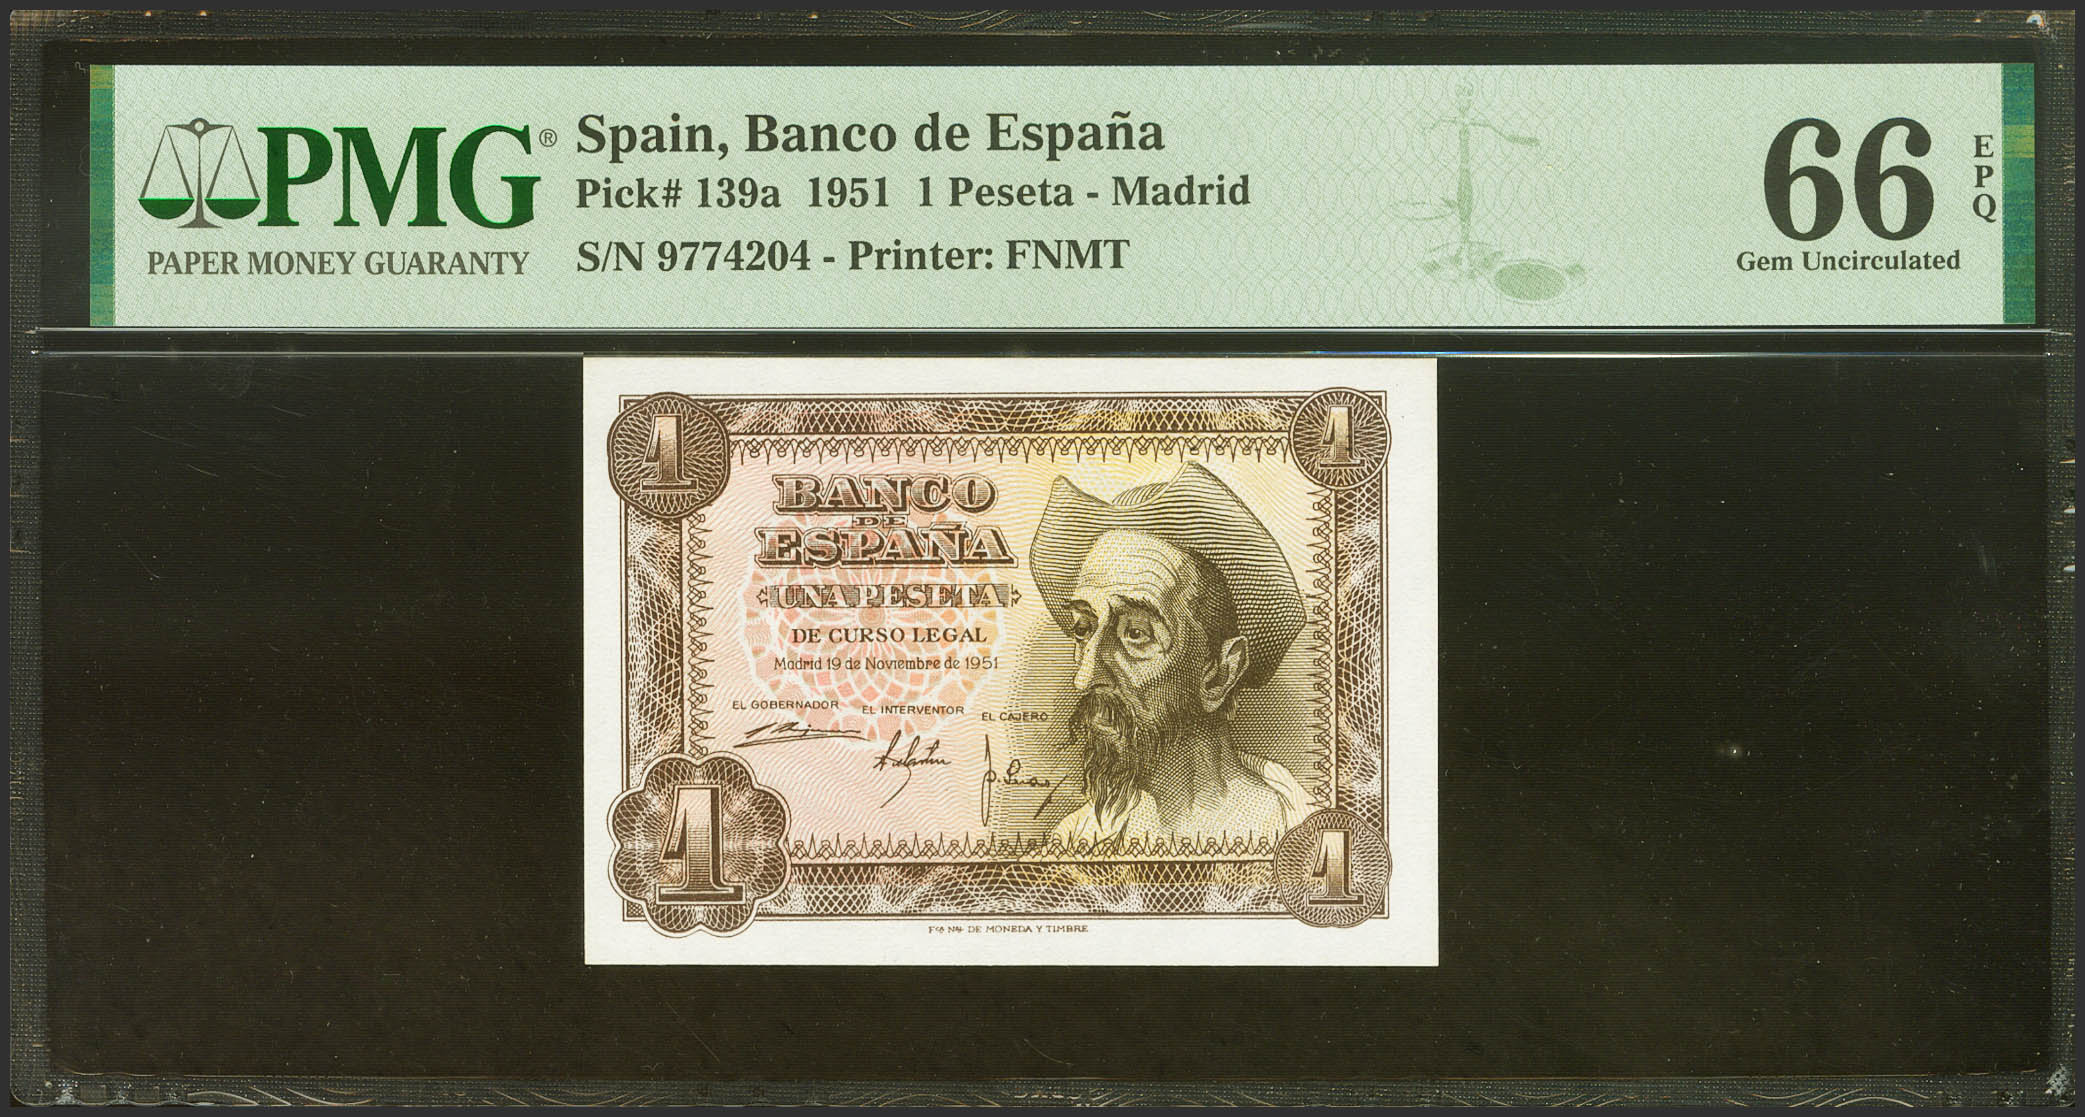 PMG®
PAPER MONEY GUARANTY
Spain, Banco de España
Pick# 139a 1951 1 Peseta - Madrid
S/N 9774204 - Printer: FNMT
66
EPQ
Gem Uncirculated
1
1
BANCO
DE
ESPAÑA
UNA PESETA
DE CURSO LEGAL
Madrid 19 de Noviembre de 1951
EL GOBERNADOR EL INTERVENTOR EL CAJERO
1
1
Fca. Nal. DE MONEDA Y TIMBRE